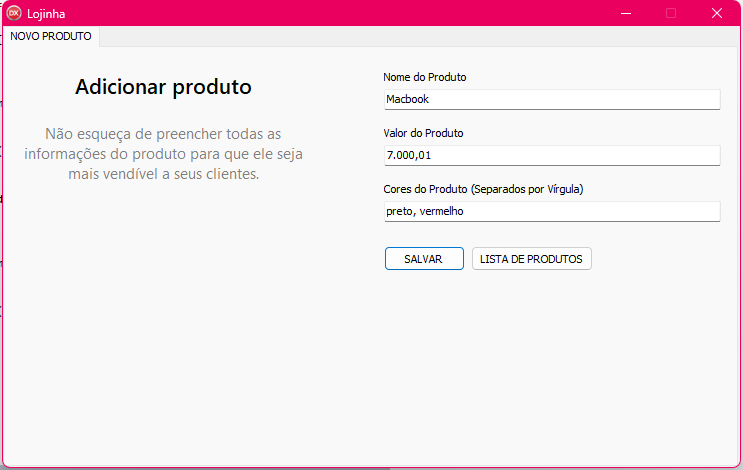 DX Lojinha
NOVO PRODUTO
Adicionar produto
Não esqueça de preencher todas as
informações do produto para que ele seja
mais vendível a seus clientes.
Nome do Produto
Macbook
Valor do Produto
7.000,01
Cores do Produto (Separados por Vírgula)
preto, vermelho
SALVAR
LISTA DE PRODUTOS